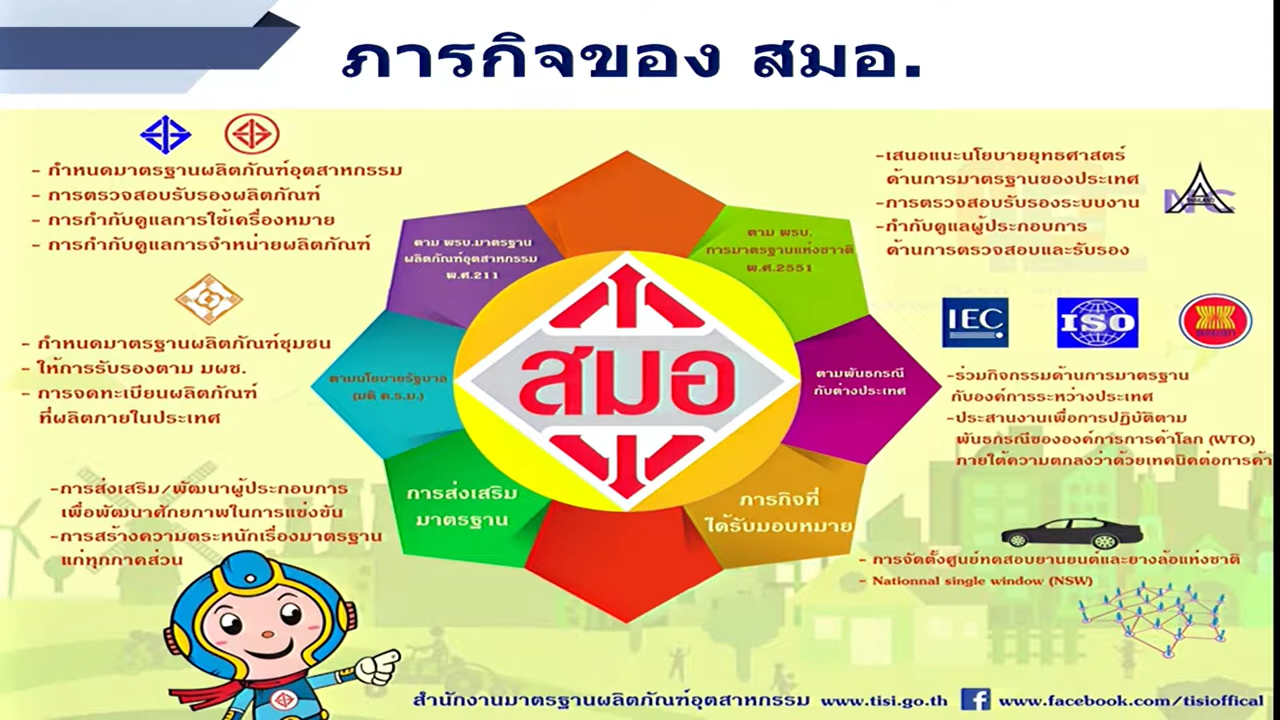 ภารกิจของ สมอ.
- กำหนดมาตรฐานผลิตภัณฑ์อุตสาหกรรม
- การตรวจสอบรับรองผลิตภัณฑ์
- การกำกับดูแลการใช้เครื่องหมาย
- การกำกับดูแลการจำหน่ายผลิตภัณฑ์
- กำหนดมาตรฐานผลิตภัณฑ์ชุมชน
- ให้การรับรองตาม มผช.
- การจดทะเบียนผลิตภัณฑ์
ที่ผลิตภายในประเทศ
-การส่งเสริม/พัฒนาผู้ประกอบการ
เพื่อพัฒนาศักยภาพในการแข่งขัน
-การสร้างความตระหนักเรื่องมาตรฐาน
แก่ทุกภาคส่วน
ตาม พรบ.มาตรฐาน
ผลิตภัณฑ์อุตสาหกรรม
พ.ศ.211
ตาม พรบ.
การมาตรฐานแห่งชาวติ
พ.ศ.2551
ตามนโยบายรัฐบาล
(มติ ค.ร.ม.)
สมอ
ตามพันธกรณี
กับต่างประเทศ
การส่งเสริม
มาตรฐาน
ภารกิจที่
ได้รับมอบหมาย
-เสนอแนะนโยบายยุทธศาสตร์
ด้านการมาตรฐานของประเทศ
-การตรวจสอบรับรองระบบงาน
-กำกับดูแลผู้ประกอบการ
ด้านการตรวจสอบและรับรอง
IEC
ISO
-ร่วมกิจกรรมด้านการมาตรฐาน
กับองค์การระหว่างประเทศ
-ประสานงานเพื่อการปฏิบัติตาม
พันธกรณีขององค์การการค้าโลก (WTO)
ภายใต้ความตกลงว่าด้วยเทคนิคต่อการค้า
- การจัดตั้งศูนย์ทดสอบยานยนต์และยางล้อแห่งชาติ
- Nationnal single window (NSW)
สำนักงานมาตรฐานผลิตภัณฑ์อุตสาหกรรม www.tisi.go.th www.facebook.com/tisioffical